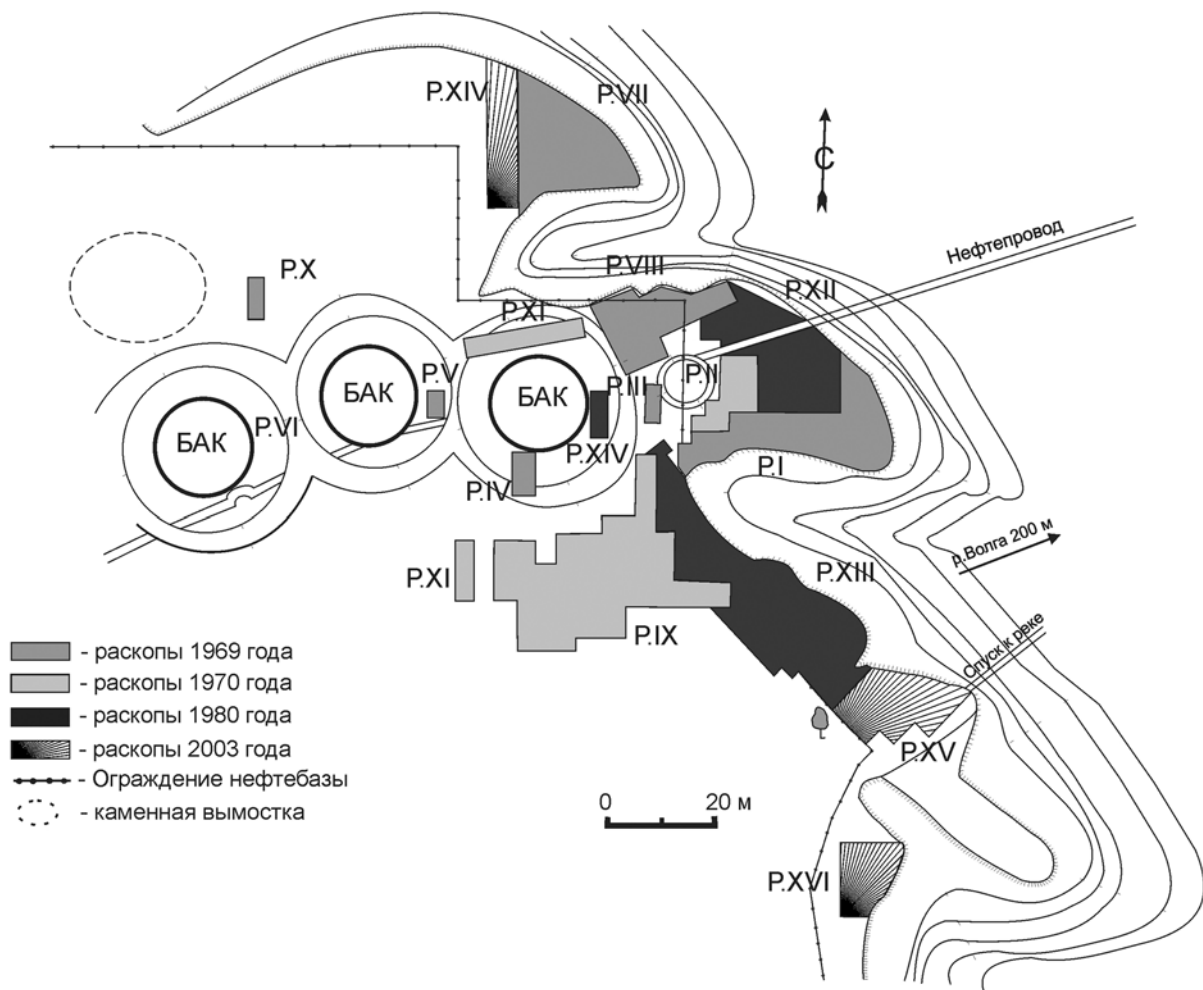 Р.XIV
Р.VII
С
Нефтепровод
Р.X
Р.VIII
Р.XII
Р.XI
БАК
Р.V
БАК
Р.III
Р.II
БАК
Р.VI
Р.XIV
Р.IV
Р.I
р.Волга 200 м
Р.XI
Р.XIII
Р.IX
Опуск к реке
- раскопы 1969 года
- раскопы 1970 года
- раскопы 1980 года
- раскопы 2003 года
- Ограждение нефтебазы
- каменная вымостка
Р.XV
0 20 м
Р.XVI